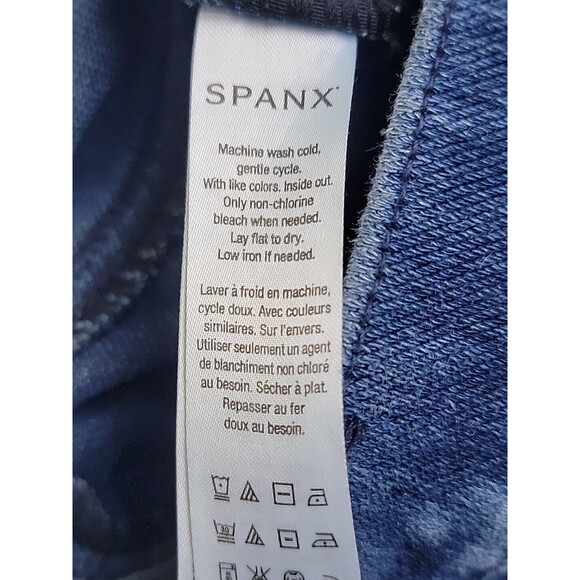 SPANX
Machine wash cold,
gentle cycle.
With like colors. Inside out.
Only non-chlorine
bleach when needed.
Lay flat to dry.
Low iron if needed.
Laver à froid en machine,
cycle doux. Avec couleurs
similaires. Sur l'envers.
Utiliser seulement un agent
de blanchiment non chloré
au besoin. Sécher à plat.
Repasser au fer
doux au besoin.
30